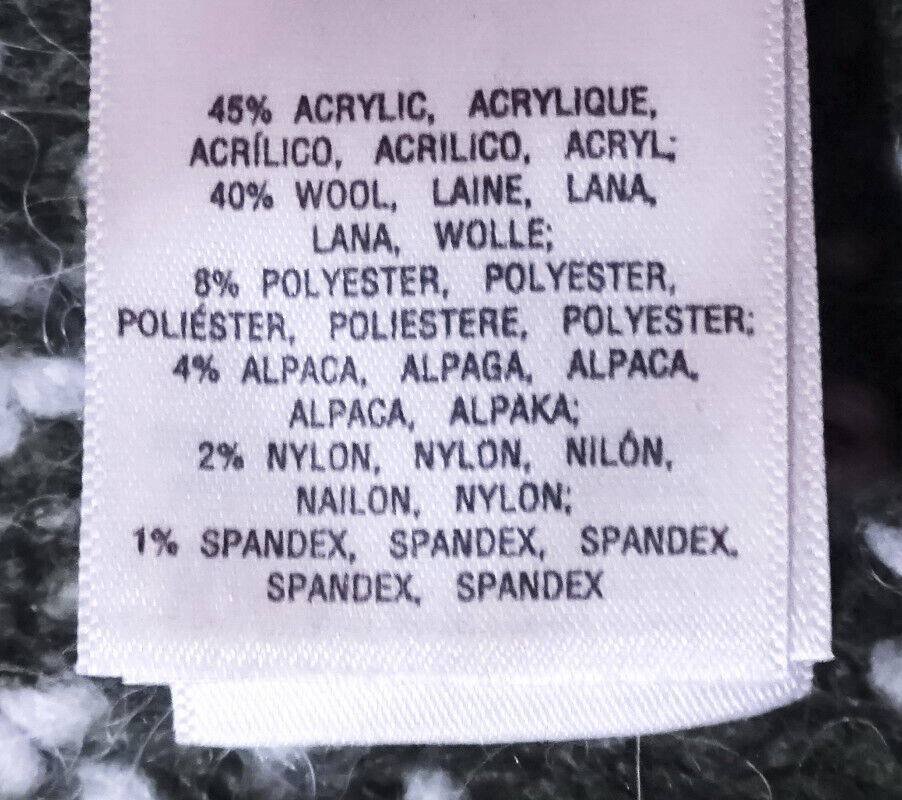 45% ACRYLIC, ACRYLIQUE,
ACRÍLICO, ACRILICO, ACRYL;
40% WOOL, LAINE, LANA,
LANA, WOLLE;
8% POLYESTER, POLYESTER,
POLIÉSTER, POLIESTERE, POLYESTER;
4% ALPACA, ALPAGA, ALPACA,
ALPACA, ALPAKA;
2% NYLON, NYLON, NILÓN,
NAILON, NYLON;
1% SPANDEX, SPANDEX, SPANDEX,
SPANDEX, SPANDEX